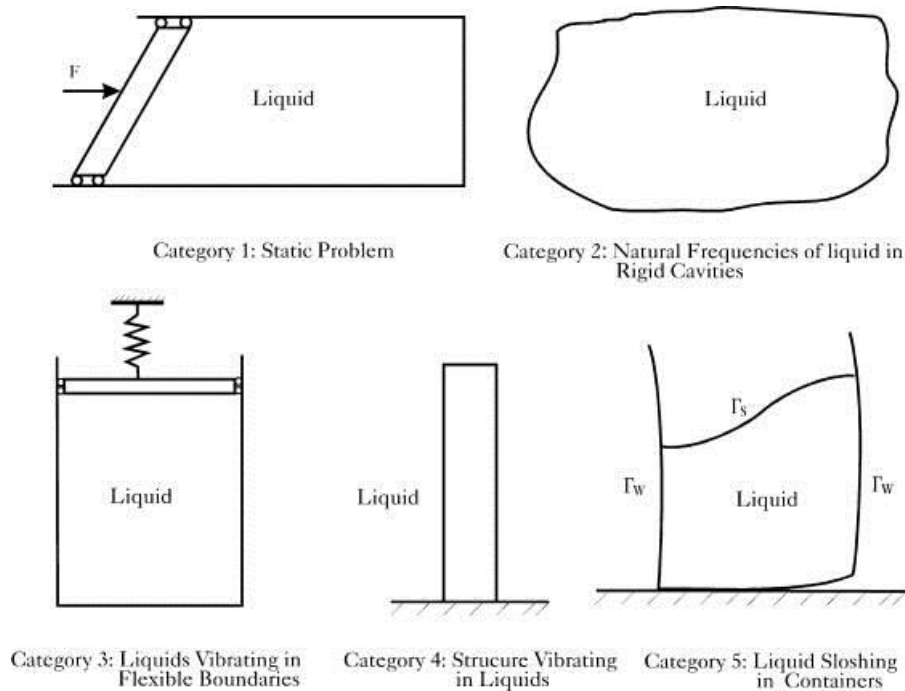 F
Liquid
Liquid
Category 1: Static Problem
Category 2: Natural Frequencies of liquid in
Rigid Cavities
Liquid
Liquid
Γs
Γw
Liquid
Γw
Category 3: Liquids Vibrating in
Flexible Boundaries
Category 4: Strucure Vibrating
in Liquids
Category 5: Liquid Sloshing
in Containers